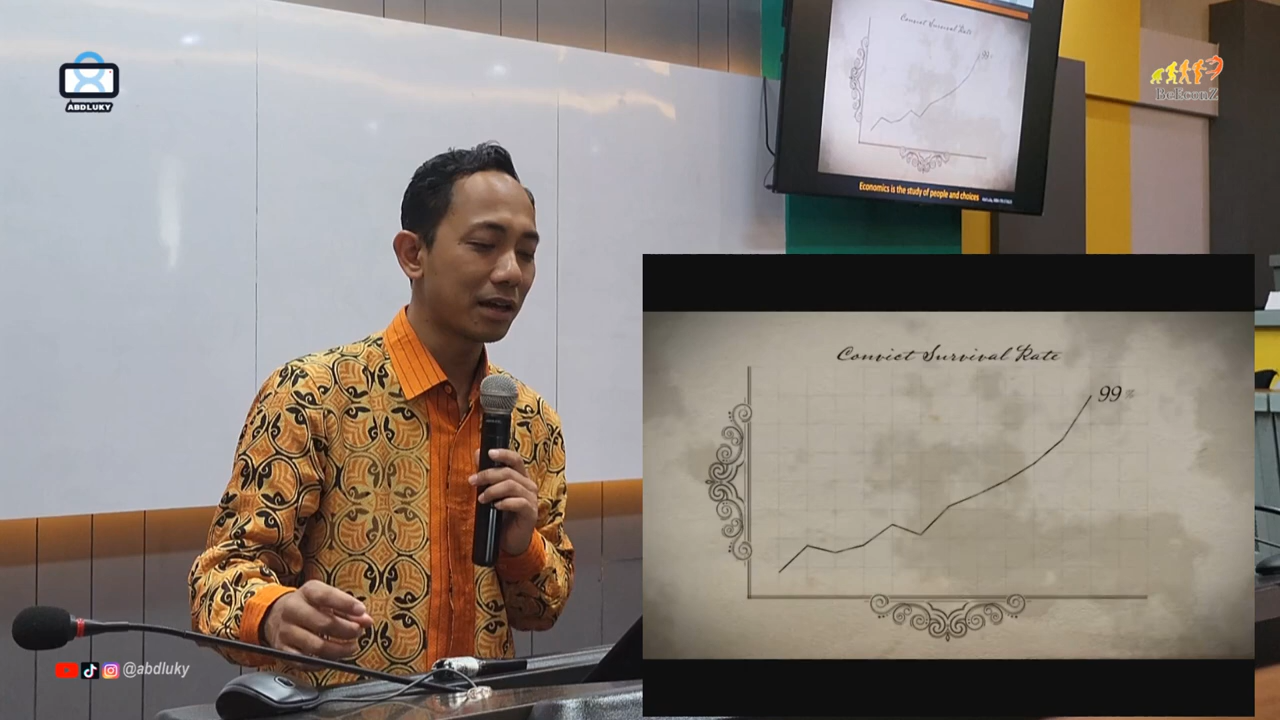 ABDLUKY
Convict Survival Rate
99
BeEconZ
Economics is the study of people and choices
Convict Survival Rate
99 %
@abdluky